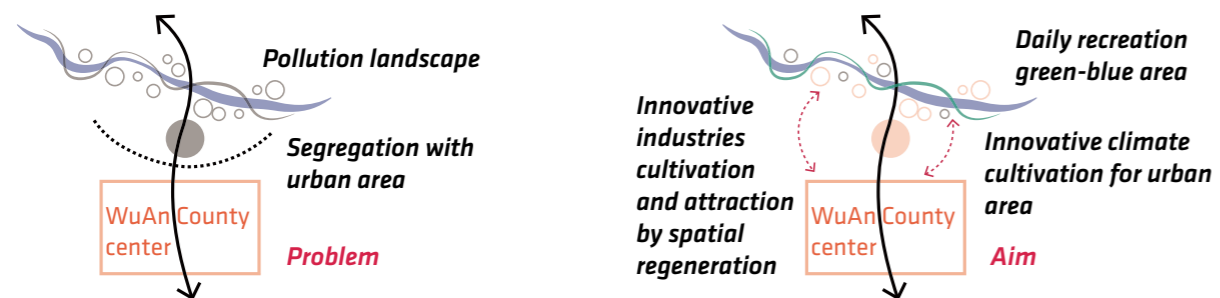 Pollution landscape
Segregation with
urban area
WuAn County
center
Problem
Daily recreation
green-blue area
Innovative
industries
cultivation
and attraction
by spatial
regeneration
Innovative climate
cultivation for urban
area
WuAn County
center
Aim